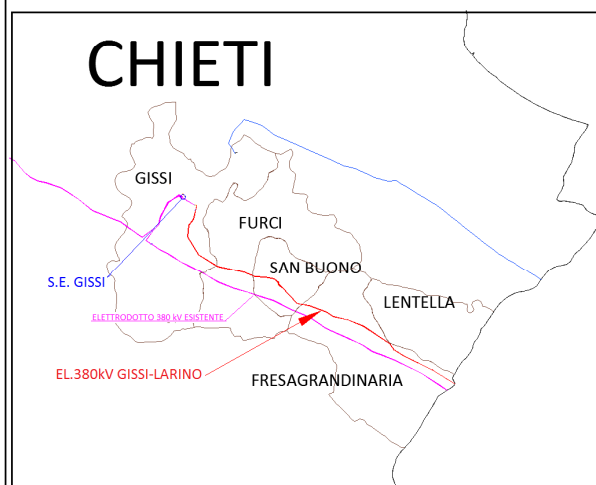 CHIETI
GISSI
FURCI
SAN BUONO
S.E. GISSI
LENTELLA
ELETTRODOTTO 380 kV ESISTENTE
EL.380kV GISSI-LARINO
FRESAGRANDINARIA